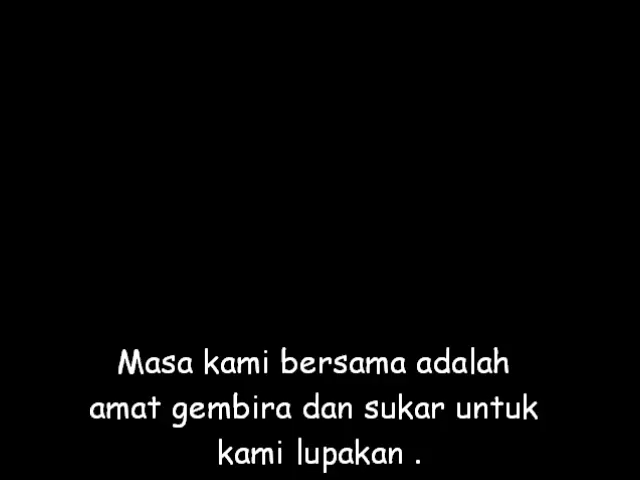 Masa kami bersama adalah
amat gembira dan sukar untuk
kami lupakan .